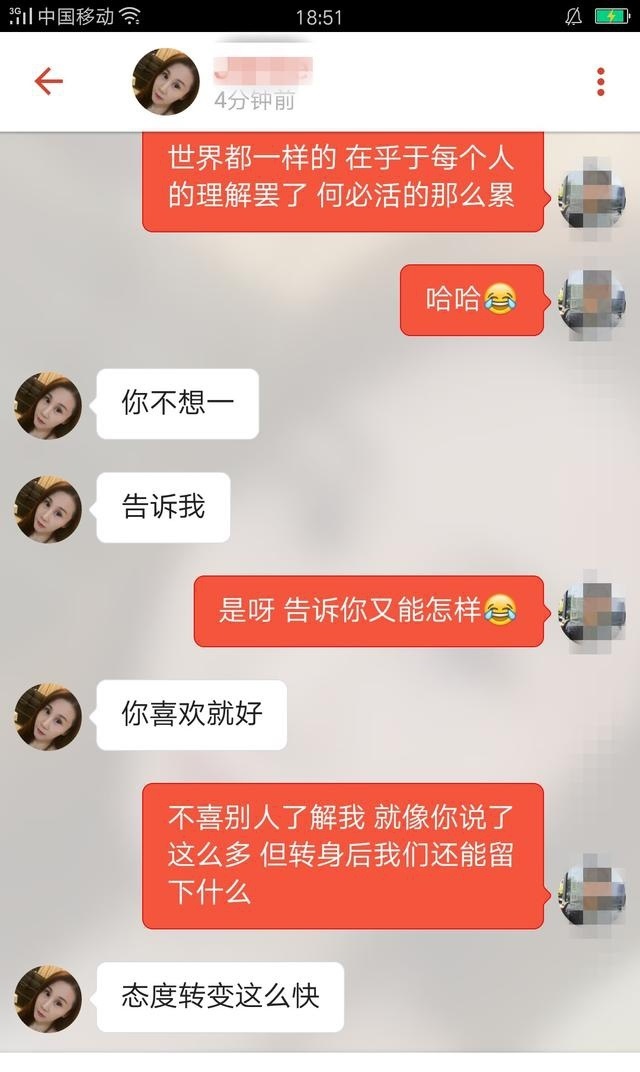 3G 中国移动
18:51
4分钟前
世界都一样的 在乎于每个人
的理解罢了 何必活的那么累
哈哈😂
你不想一
告诉我
是呀 告诉你又能怎样😂
你喜欢就好
不喜别人了解我 就像你说了
这么多 但转身后我们还能留
下什么
态度转变这么快